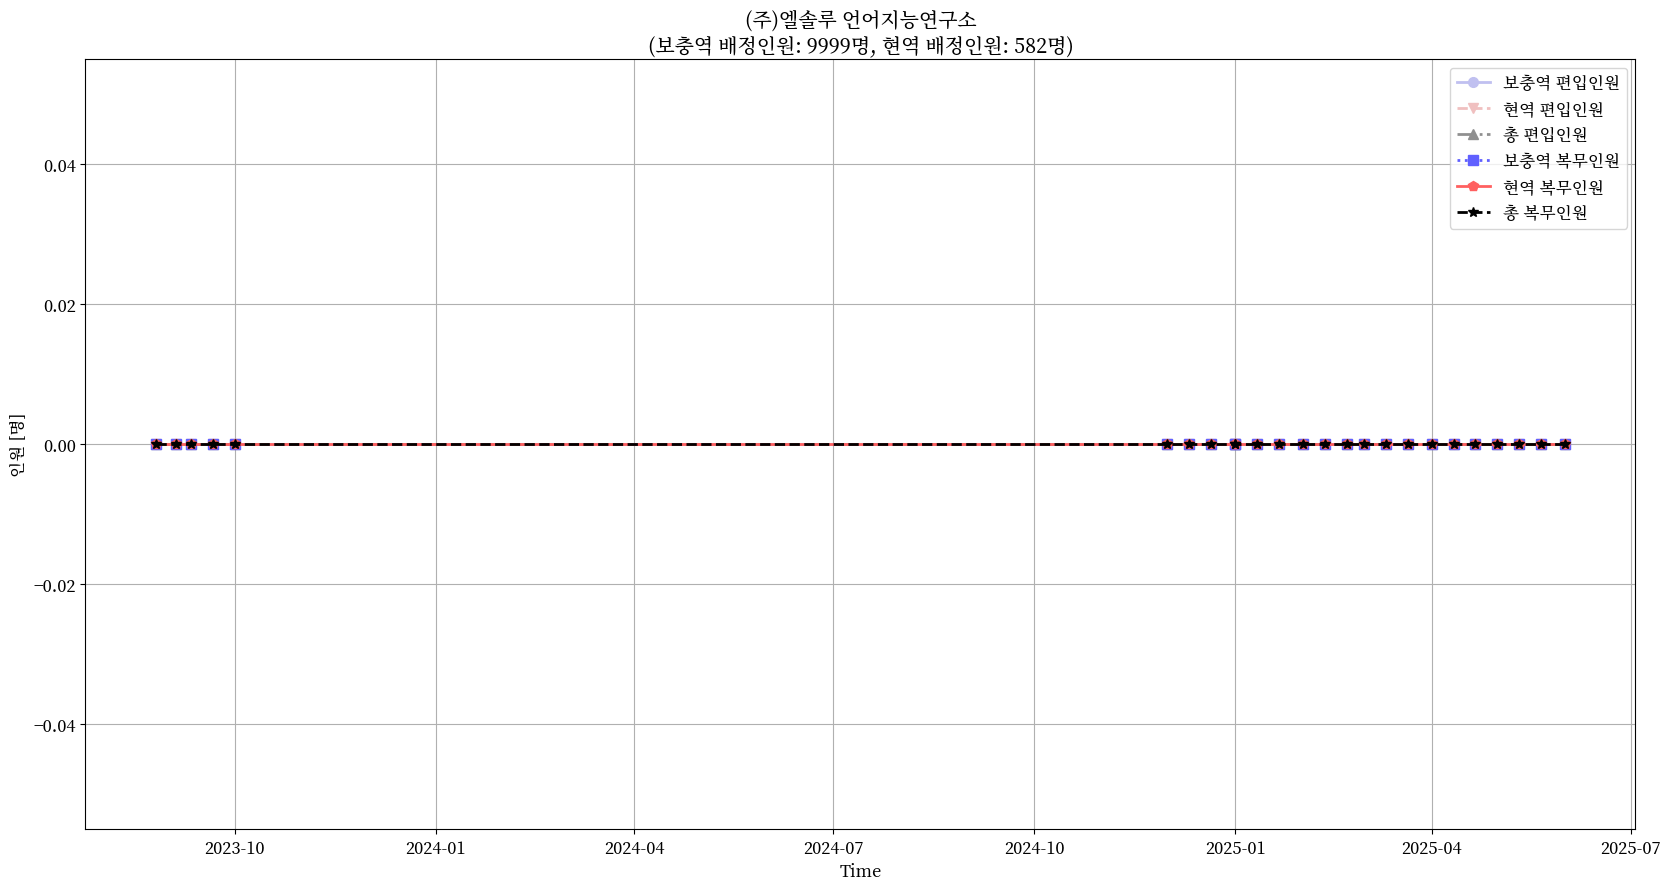 (주)엘솔루 언어지능연구소
(보충역 배정인원: 9999명, 현역 배정인원: 582명)
보충역 편입인원
현역 편입인원
총 편입인원
보충역 복무인원
현역 복무인원
총 복무인원
인원 [명]
0.04
0.02
0.00
−0.02
−0.04
2023-10
2024-01
2024-04
2024-07
2024-10
2025-01
2025-04
2025-07
Time